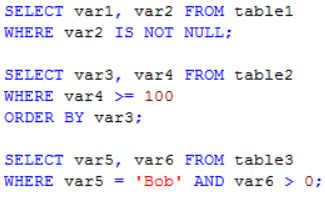 SELECT var1, var2 FROM table1
WHERE var2 IS NOT NULL;
SELECT var3, var4 FROM table2
WHERE var4 >= 100
ORDER BY var3;
SELECT var5, var6 FROM table3
WHERE var5 = 'Bob' AND var6 > 0;